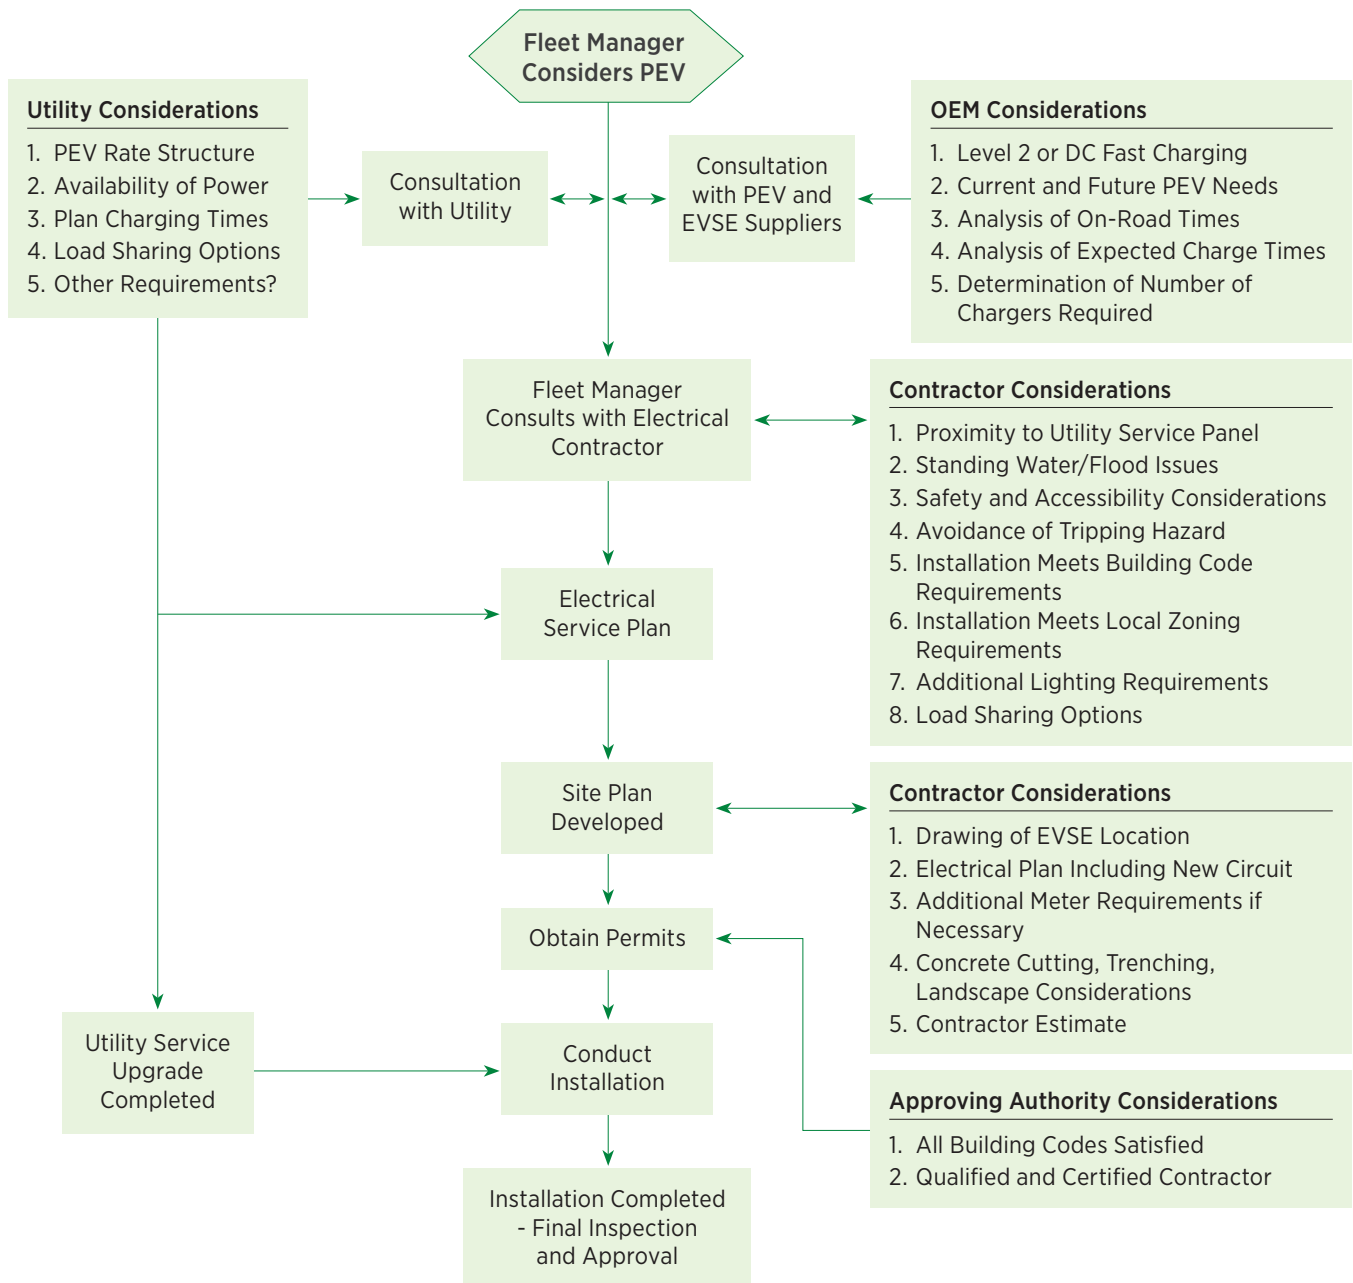 Fleet Manager
Considers PEV
Utility Considerations
1. PEV Rate Structure
2. Availability of Power
3. Plan Charging Times
4. Load Sharing Options
5. Other Requirements?
Consultation
with Utility
Consultation
with PEV and
EVSE Suppliers
OEM Considerations
1. Level 2 or DC Fast Charging
2. Current and Future PEV Needs
3. Analysis of On-Road Times
4. Analysis of Expected Charge Times
5. Determination of Number of
Chargers Required
Fleet Manager
Consults with Electrical
Contractor
Contractor Considerations
1. Proximity to Utility Service Panel
2. Standing Water/Flood Issues
3. Safety and Accessibility Considerations
4. Avoidance of Tripping Hazard
5. Installation Meets Building Code
Requirements
6. Installation Meets Local Zoning
Requirements
7. Additional Lighting Requirements
8. Load Sharing Options
Electrical
Service Plan
Site Plan
Developed
Contractor Considerations
1. Drawing of EVSE Location
2. Electrical Plan Including New Circuit
3. Additional Meter Requirements if
Necessary
4. Concrete Cutting, Trenching,
Landscape Considerations
5. Contractor Estimate
Obtain Permits
Utility Service
Upgrade
Completed
Conduct
Installation
Approving Authority Considerations
1. All Building Codes Satisfied
2. Qualified and Certified Contractor
Installation Completed
- Final Inspection
and Approval